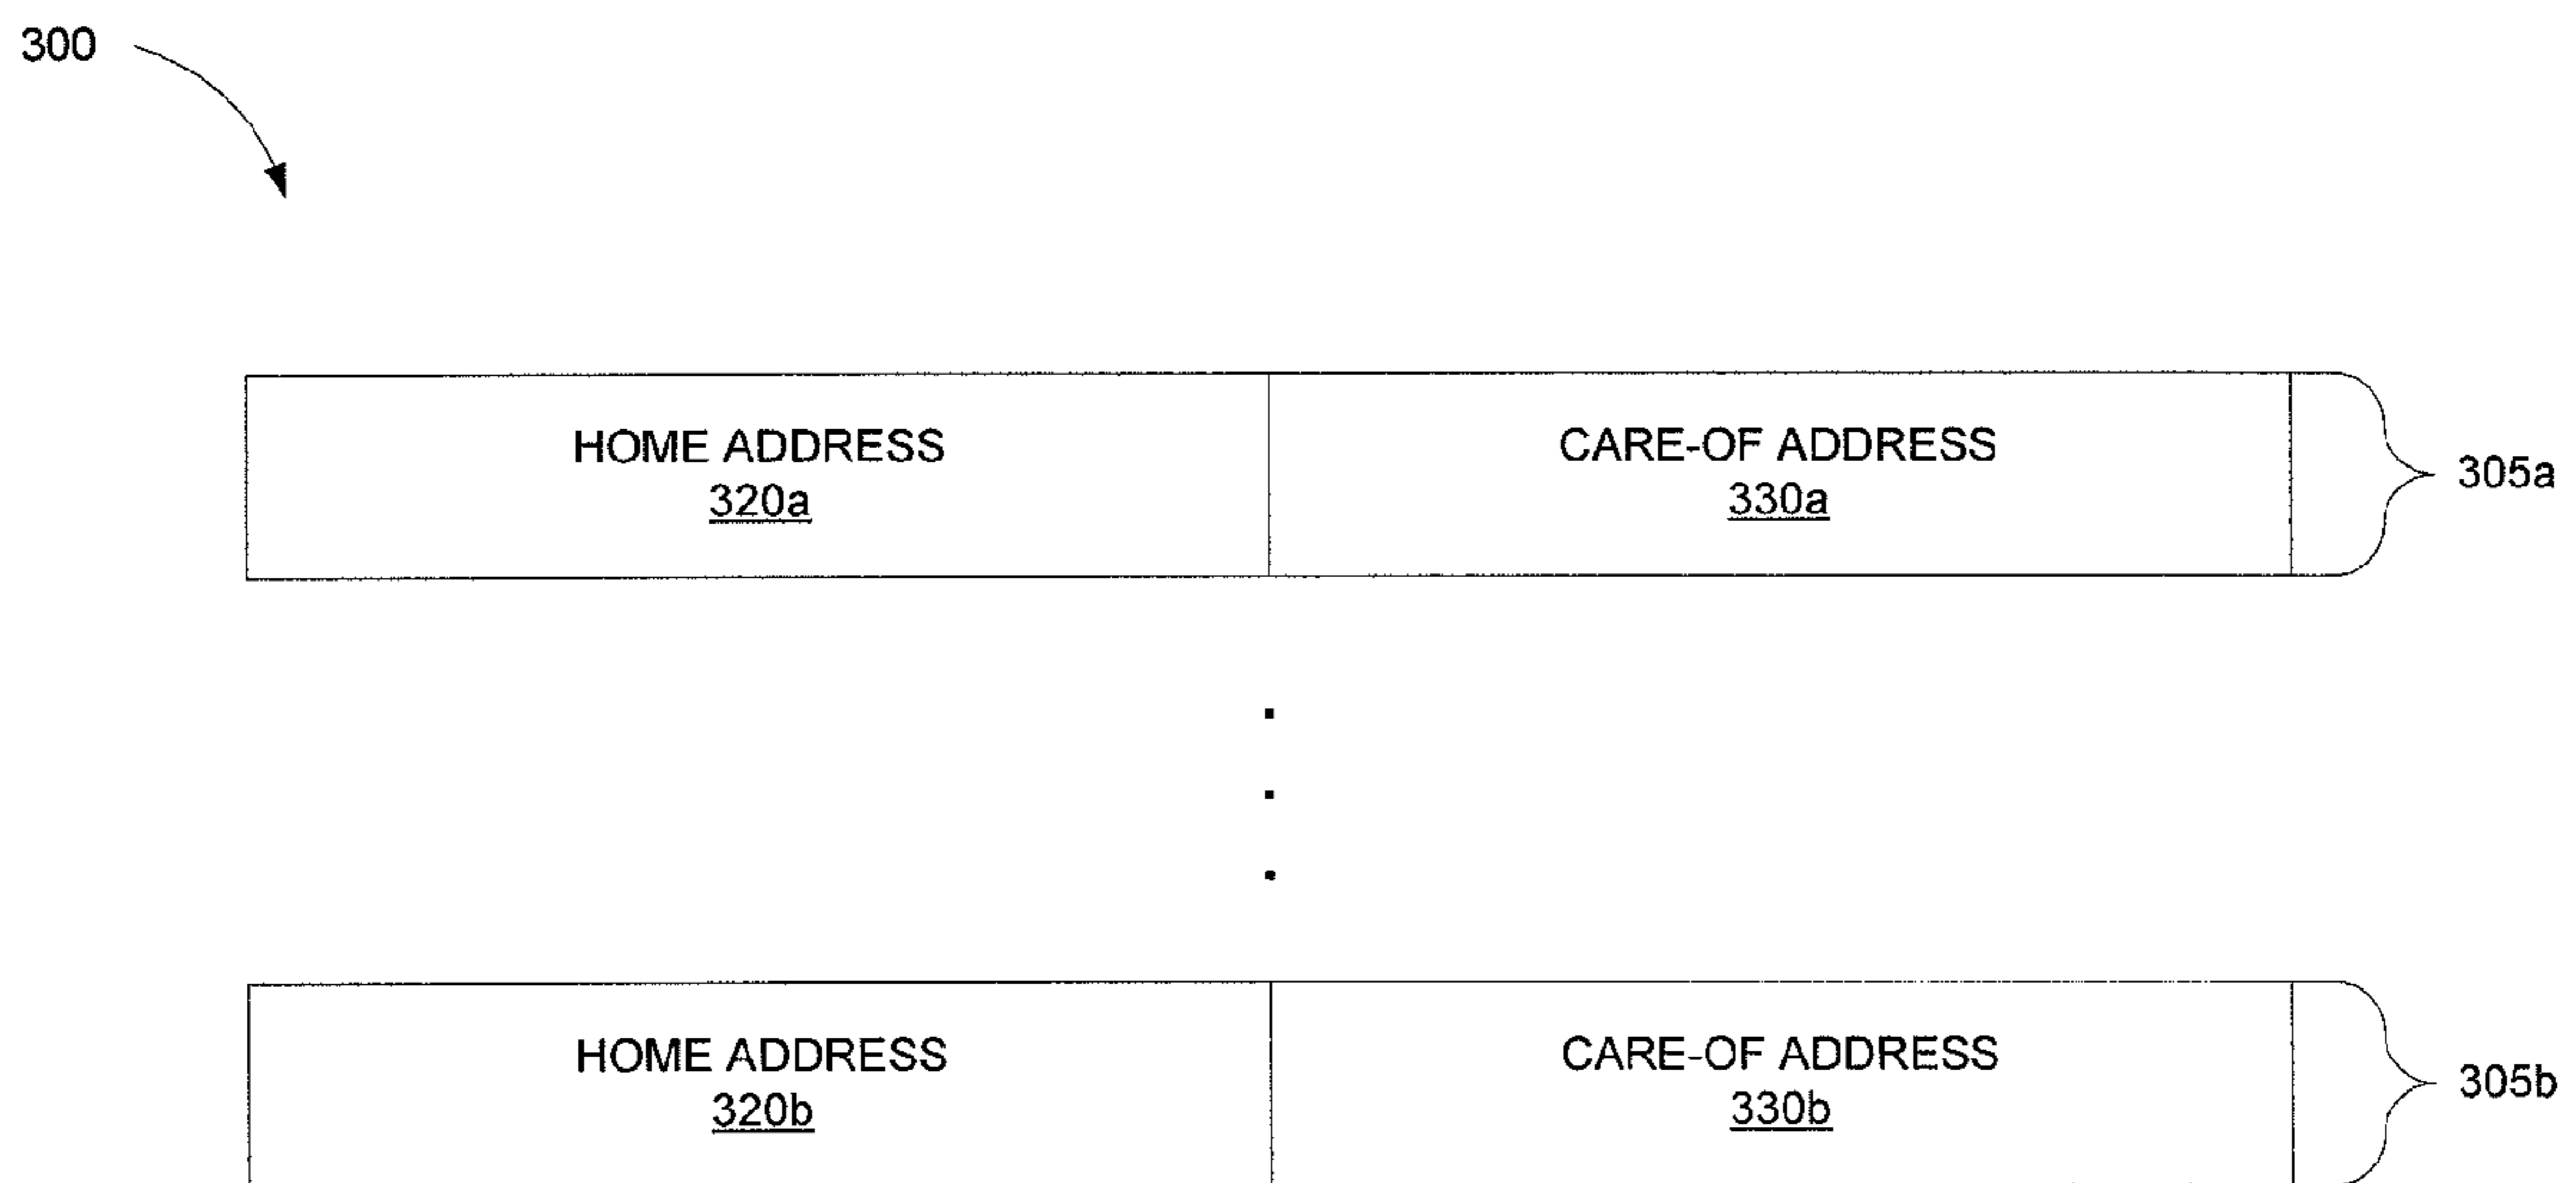 300
HOME ADDRESS
320a
CARE-OF ADDRESS
330a
305a
HOME ADDRESS
320b
CARE-OF ADDRESS
330b
305b